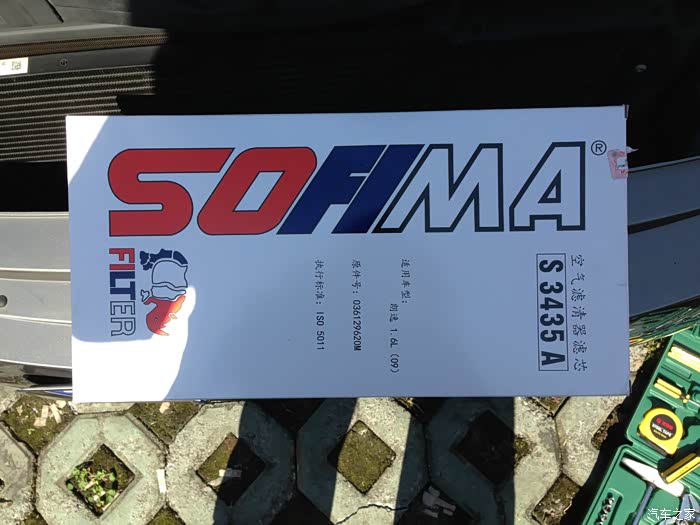 SOFIMA®
FILTER
空气滤清器滤芯
S 3435 A
适用车型:
朗逸 1.6L (09)
原件号: 036129620M
执行标准: ISO 5011
汽车之家